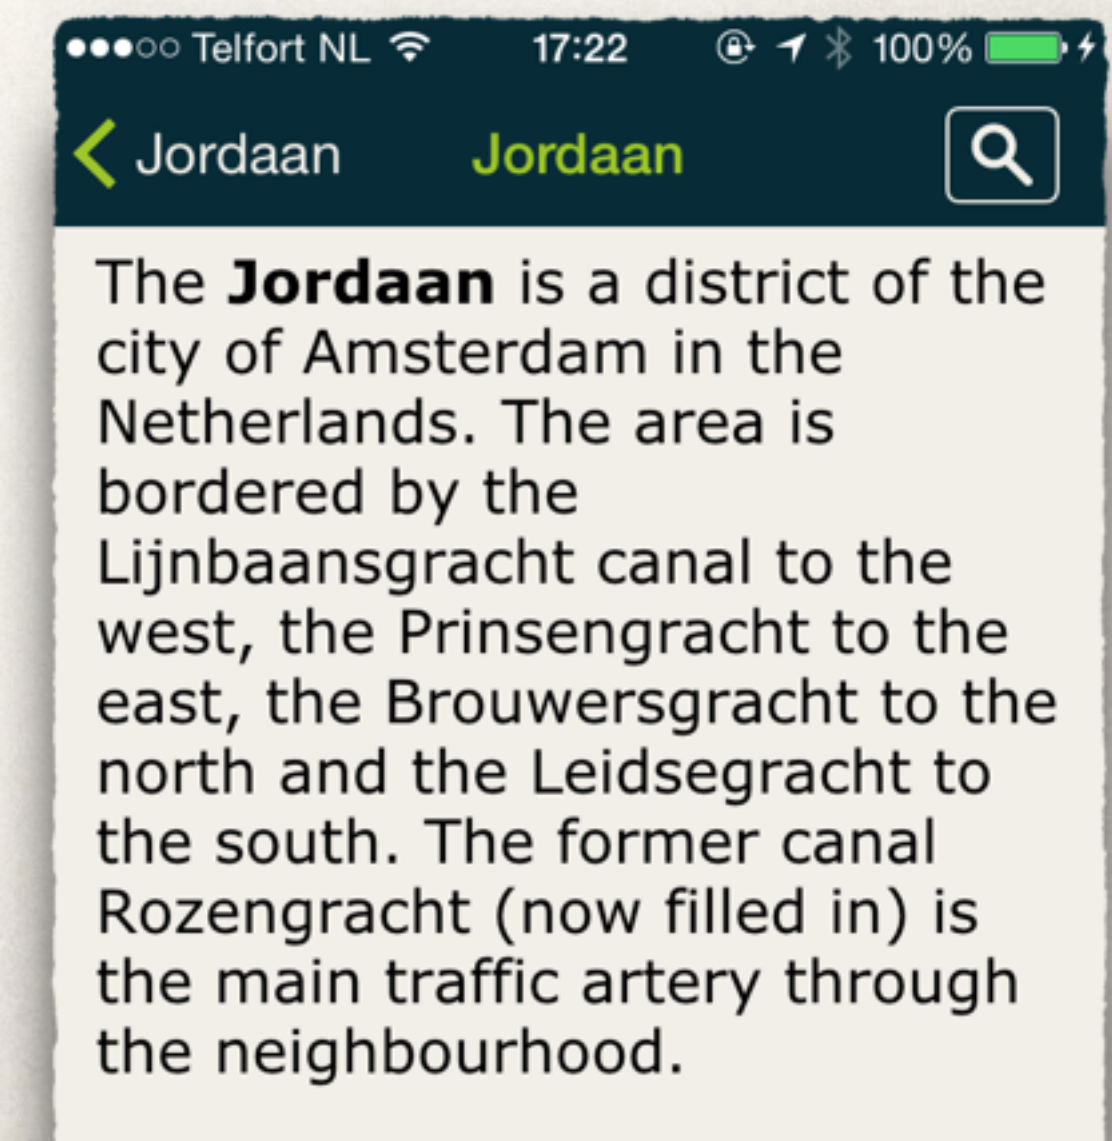 Telfort NL 17:22 100%
Jordaan Jordaan
The Jordaan is a district of the
city of Amsterdam in the
Netherlands. The area is
bordered by the
Lijnbaansgracht canal to the
west, the Prinsengracht to the
east, the Brouwersgracht to the
north and the Leidsegracht to
the south. The former canal
Rozengracht (now filled in) is
the main traffic artery through
the neighbourhood.